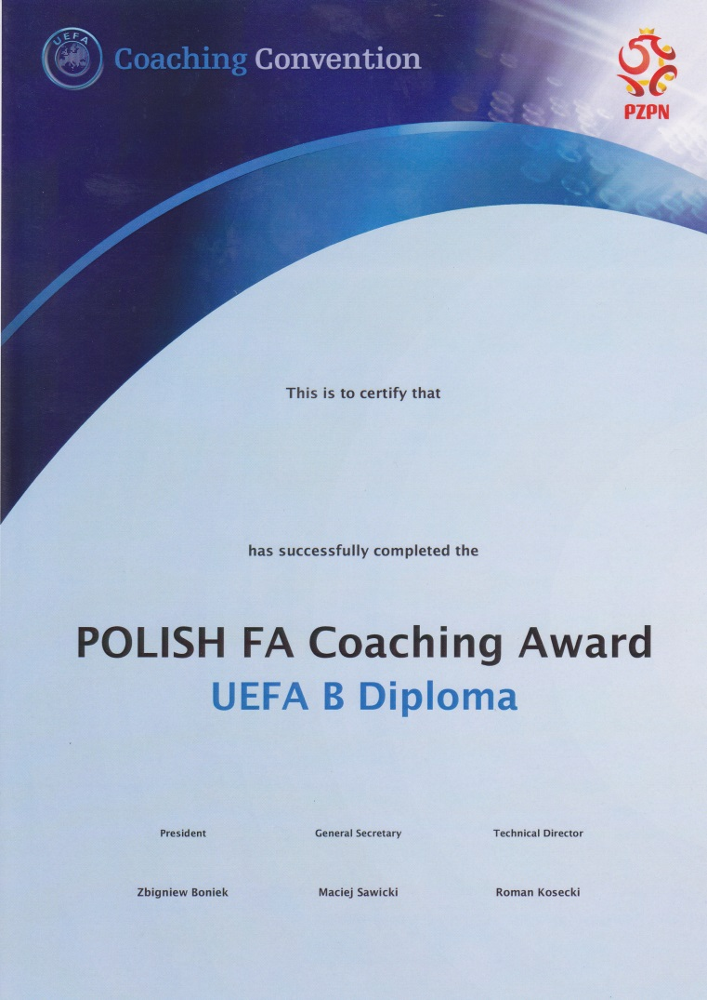 UEFA
Coaching Convention
PZPN
This is to certify that
has successfully completed the
POLISH FA Coaching Award
UEFA B Diploma
President General Secretary Technical Director
Zbigniew Boniek Maciej Sawicki Roman Kosecki